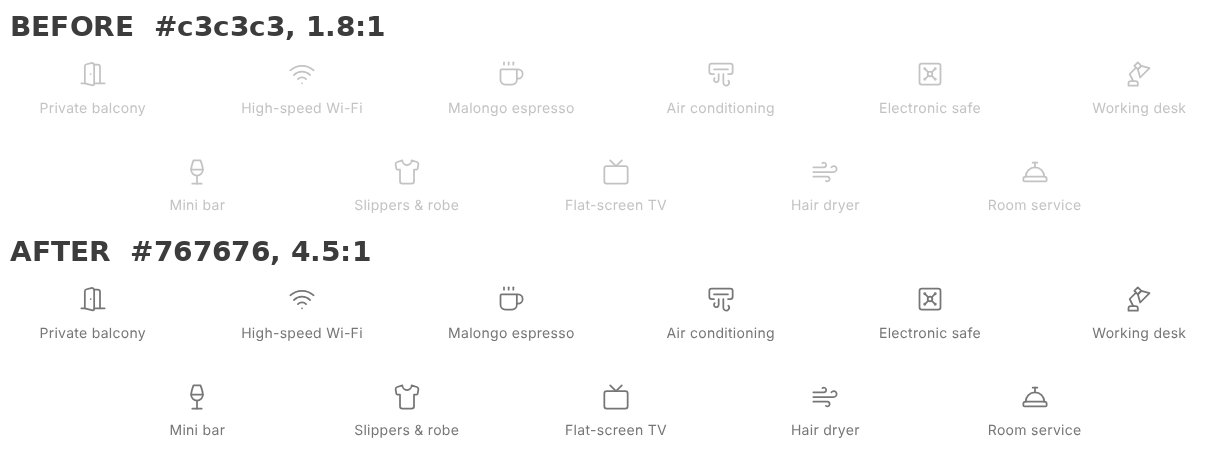 BEFORE #c3c3c3, 1.8:1
Private balcony High-speed Wi-Fi Malongo espresso Air conditioning Electronic safe Working desk
Mini bar Slippers & robe Flat-screen TV Hair dryer Room service
AFTER #767676, 4.5:1
Private balcony High-speed Wi-Fi Malongo espresso Air conditioning Electronic safe Working desk
Mini bar Slippers & robe Flat-screen TV Hair dryer Room service